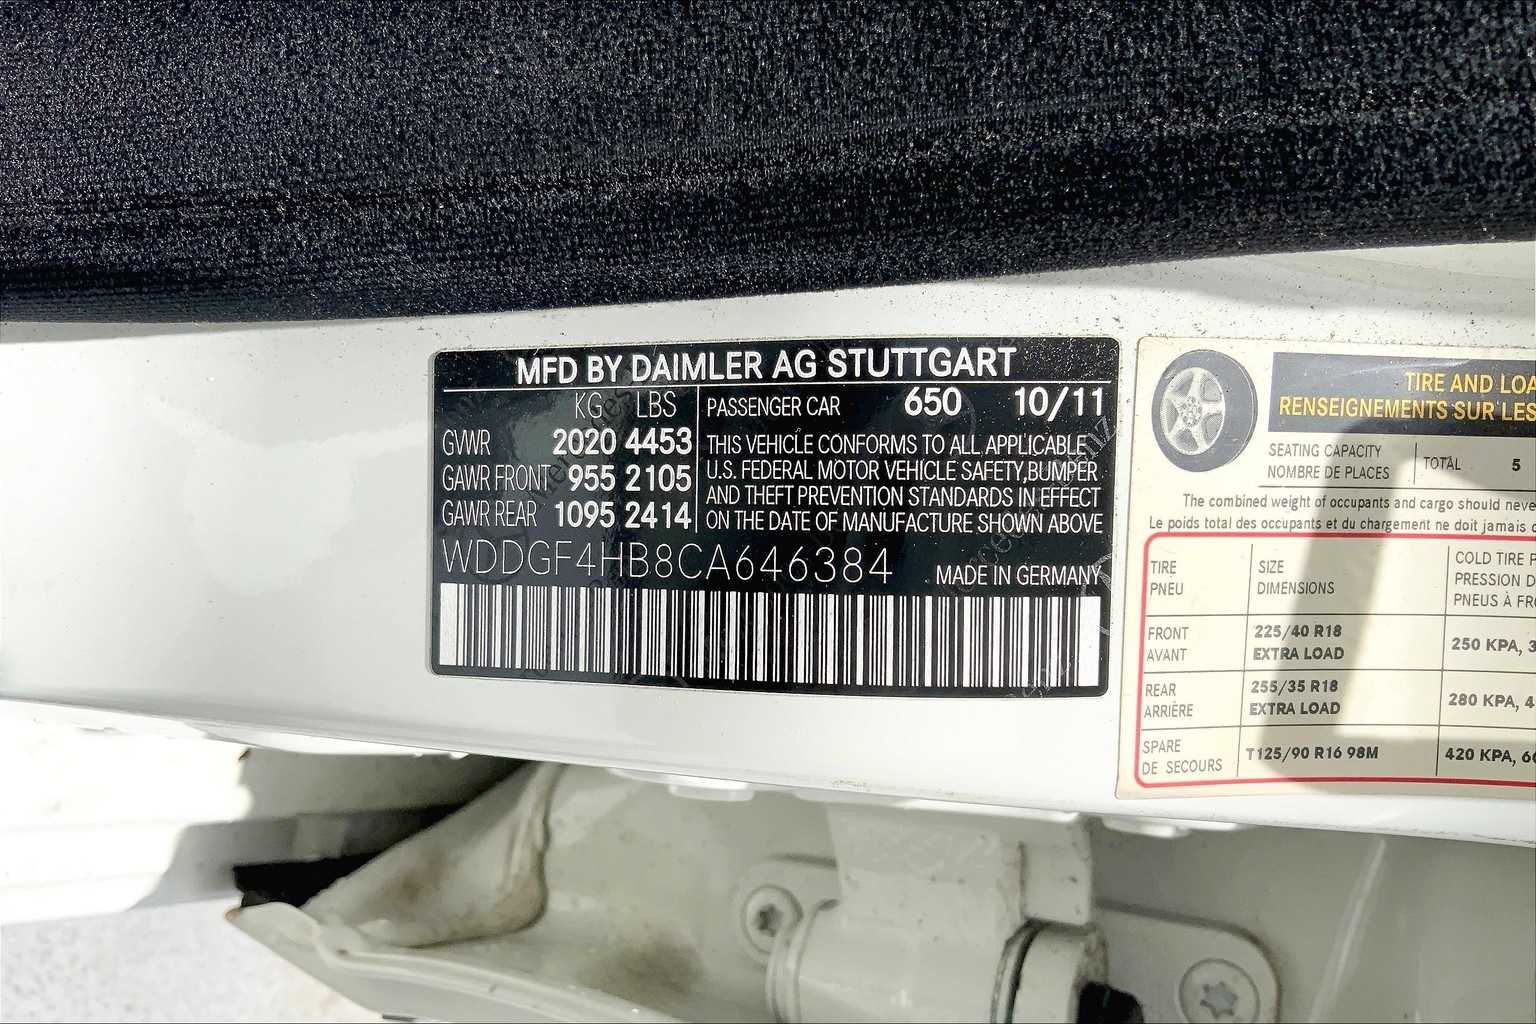 MFD BY DAIMLER AG STUTTGART
KG LBS
GVWR 2020 4453
GAWR FRONT 955 2105
GAWR REAR 1095 2414
PASSENGER CAR 650 10/11
THIS VEHICLE CONFORMS TO ALL APPLICABLE
U.S. FEDERAL MOTOR VEHICLE SAFETY, BUMPER
AND THEFT PREVENTION STANDARDS IN EFFECT
ON THE DATE OF MANUFACTURE SHOWN ABOVE
WDDGF4HB8CA646384
MADE IN GERMANY
TIRE AND
RENSEIGNEMENTS SUR LES
SEATING CAPACITY
NOMBRE DE PLACES
TOTAL 5
The combined weight of occupants and cargo should
Le poids total des occupants et du chargement ne doit jamais
TIRE
PNEU
SIZE
DIMENSIONS
COLD TIRE
PRESSION
PNEUS À
FRONT
AVANT
225/40 R18
EXTRA LOAD
250 KPA,
REAR
ARRIÈRE
255/35 R18
EXTRA LOAD
280 KPA,
SPARE
DE SECOURS
T125/90 R16 98M
420 KPA,